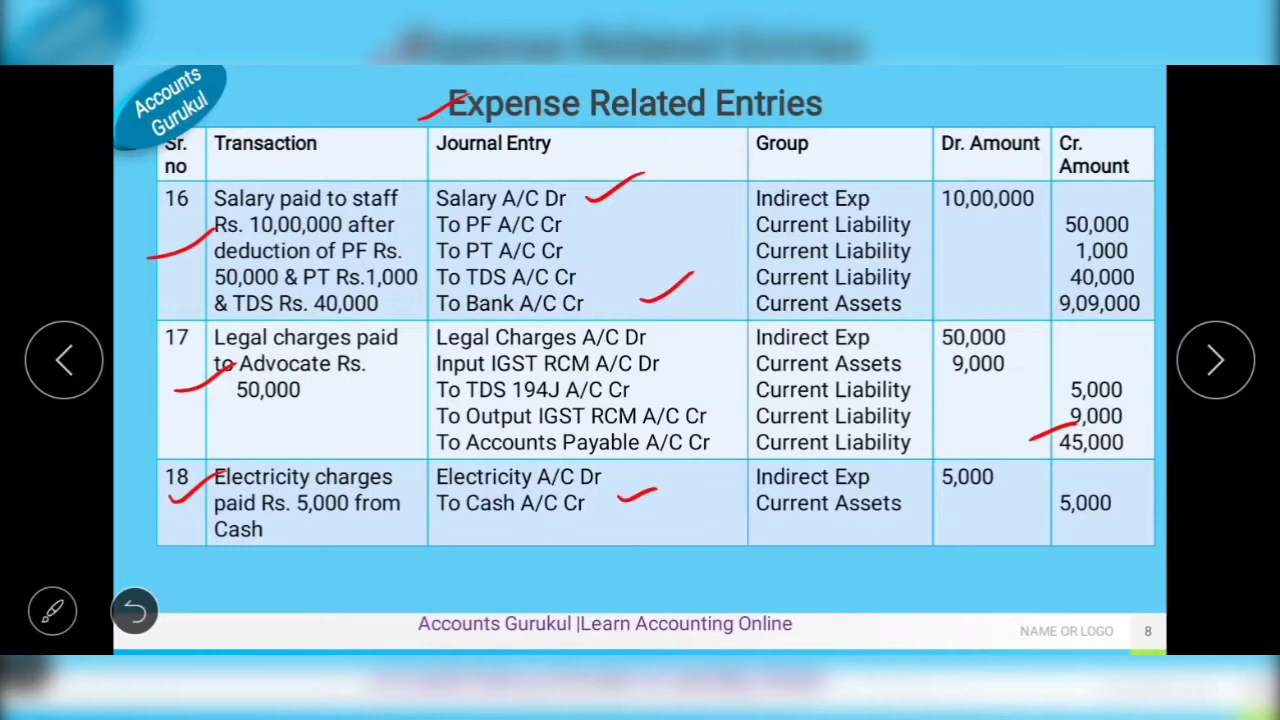 Accounts
Gurukul
Expense Related Entries
Sr. no | Transaction | Journal Entry | Group | Dr. Amount | Cr. Amount
16 | Salary paid to staff | Salary A/C Dr | Indirect Exp | 10,00,000
Rs. 10,00,000 after | To PF A/C Cr | Current Liability | 50,000
deduction of PF Rs. | To PT A/C Cr | Current Liability | 1,000
50,000 & PT Rs.1,000 | To TDS A/C Cr | Current Liability | 40,000
& TDS Rs. 40,000 | To Bank A/C Cr | Current Assets | 9,09,000
17 | Legal charges paid | Legal Charges A/C Dr | Indirect Exp | 50,000
to Advocate Rs. | Input IGST RCM A/C Dr | Current Assets | 9,000
50,000 | To TDS 194J A/C Cr | Current Liability | 5,000
To Output IGST RCM A/C Cr | Current Liability | 9,000
To Accounts Payable A/C Cr | Current Liability | 45,000
18 | Electricity charges | Electricity A/C Dr | Indirect Exp | 5,000
paid Rs. 5,000 from | To Cash A/C Cr | Current Assets | 5,000
Cash
Accounts Gurukul |Learn Accounting Online
NAME OR LOGO 8